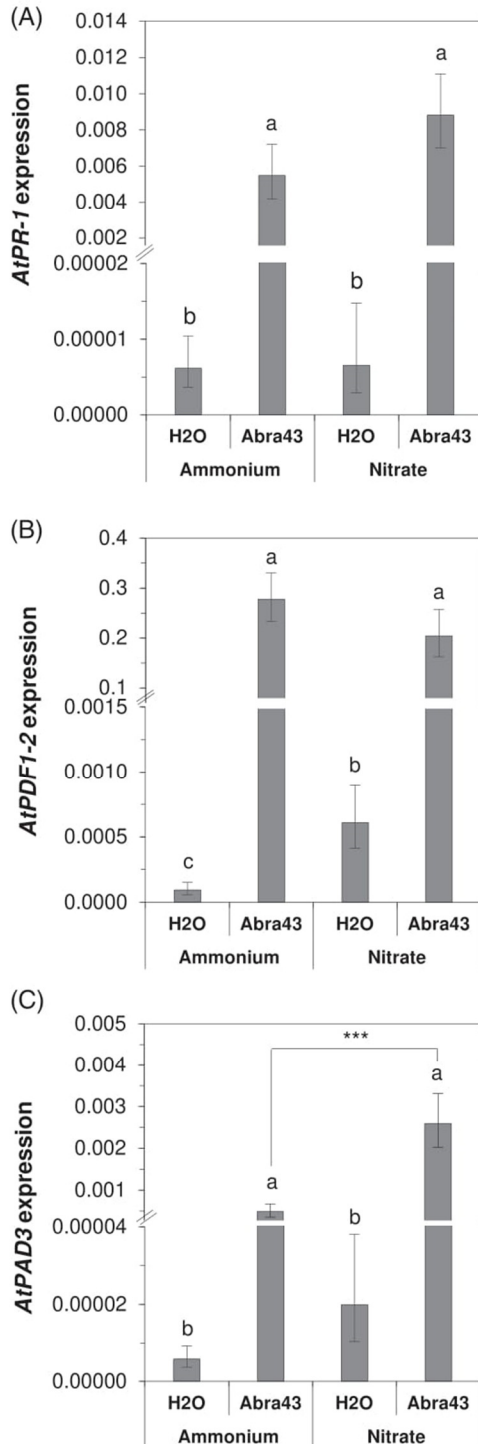 (A)
AtPR-1 expression
0.014
0.012
0.010
0.008
0.006
0.004
0.002
0.00002
0.00001
0.00000
b
a
b
a
H2O Abra43 H2O Abra43
Ammonium Nitrate
(B)
AtPDF1-2 expression
0.4
0.3
0.2
0.1
0.0015
0.0010
0.0005
0.0000
c
a
b
a
H2O Abra43 H2O Abra43
Ammonium Nitrate
(C)
AtPAD3 expression
0.005
0.004
0.003
0.002
0.001
0.00004
0.00002
0.00000
***
b
a
b
a
H2O Abra43 H2O Abra43
Ammonium Nitrate